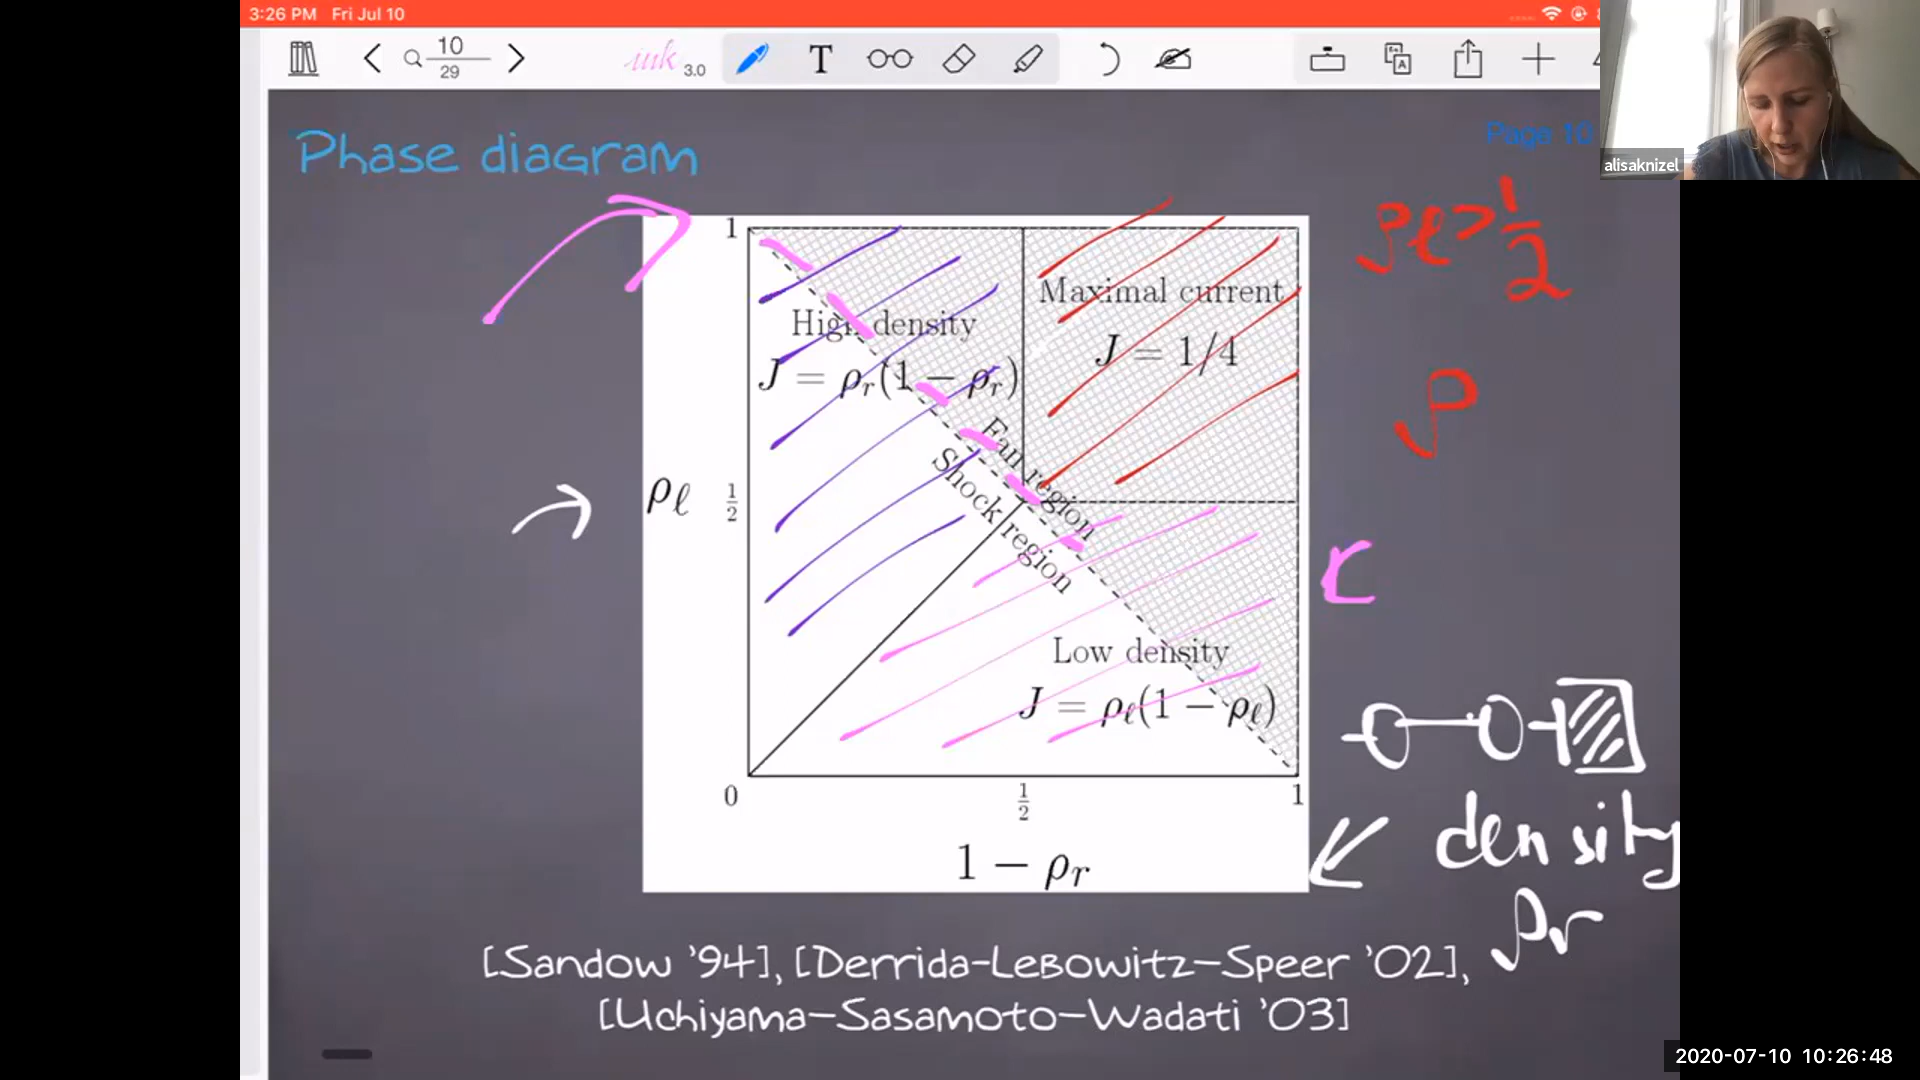 3:26 PM Fri Jul 10
10
29
ink 3.0
T
alisaknizel
Phase diagram
Page 10
ρℓ > 1/2
1
Maximal current
High density
J = 1/4
J = ρr(1 − ρr)
ρ
Fan region
Shock region
ρℓ
1/2
Low density
J = ρℓ(1 − ρℓ)
0
1/2
1
density
1 − ρr
ρr
[Sandow '94], [Derrida-Lebowitz-Speer '02],
[Uchiyama-Sasamoto-Wadati '03]
2020-07-10 10:26:48